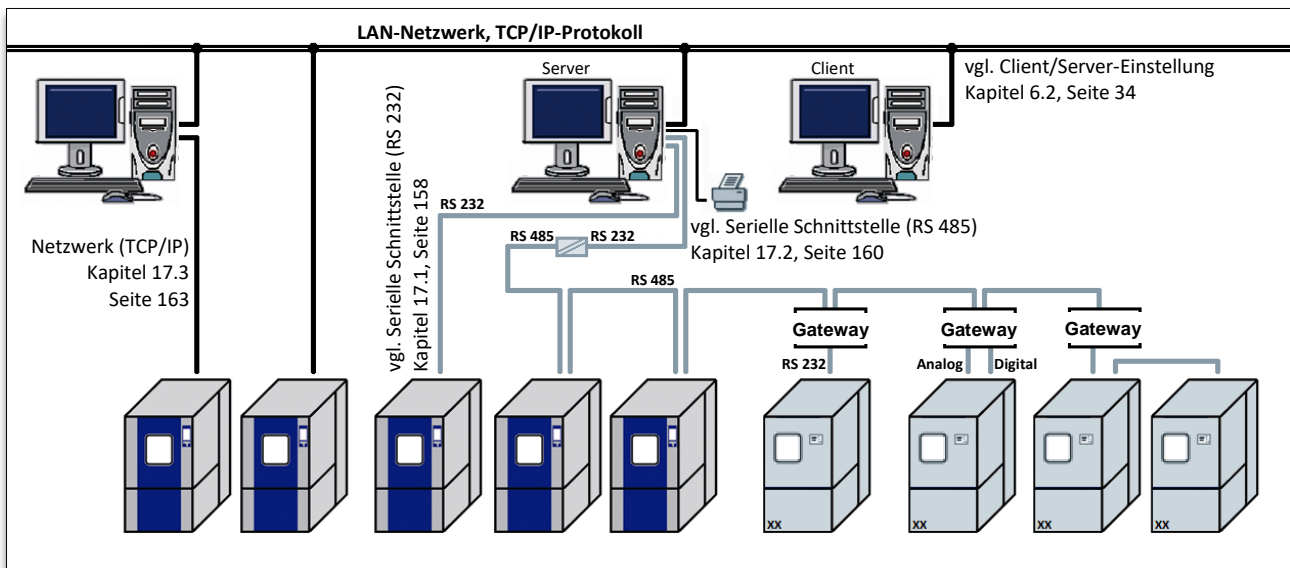 LAN-Netzwerk, TCP/IP-Protokoll
Server
Client
vgl. Client/Server-Einstellung
Kapitel 6.2, Seite 34
vgl. Serielle Schnittstelle (RS 232)
Kapitel 17.1, Seite 158
RS 232
vgl. Serielle Schnittstelle (RS 485)
Kapitel 17.2, Seite 160
RS 485
RS 232
Netzwerk (TCP/IP)
Kapitel 17.3
Seite 163
RS 485
Gateway
Gateway
Gateway
RS 232
Analog
Digital
XX
XX
XX
XX